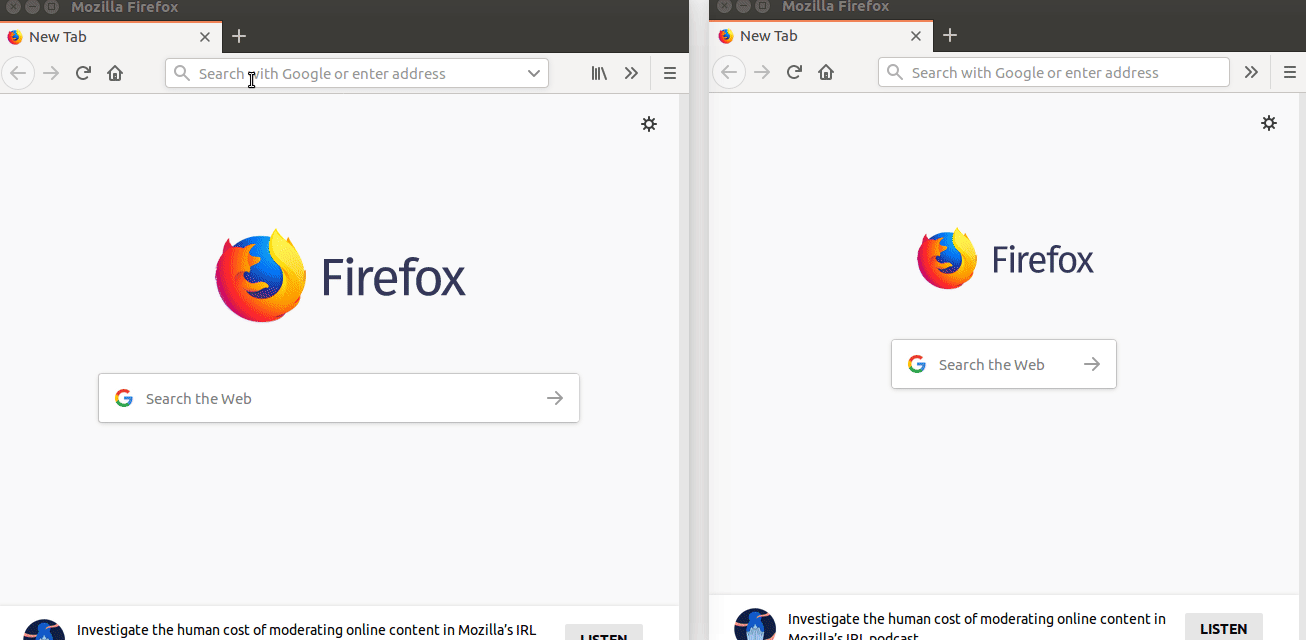 Mozilla Firefox
New Tab
Search with Google or enter address
Firefox
Search the Web
Investigate the human cost of moderating online content in Mozilla's IRL
LISTEN
Mozilla Firefox
New Tab
Search with Google or enter address
Firefox
Search the Web
Investigate the human cost of moderating online content in
Mozilla's IRL podcast
LISTEN